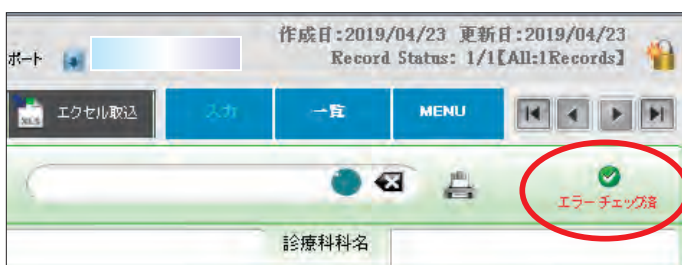 作成日:2019/04/23 更新日:2019/04/23
ポート
Record Status: 1/1【All:1Records】
エクセル取込 入力 一覧 MENU
エラーチェック済
診療科科名